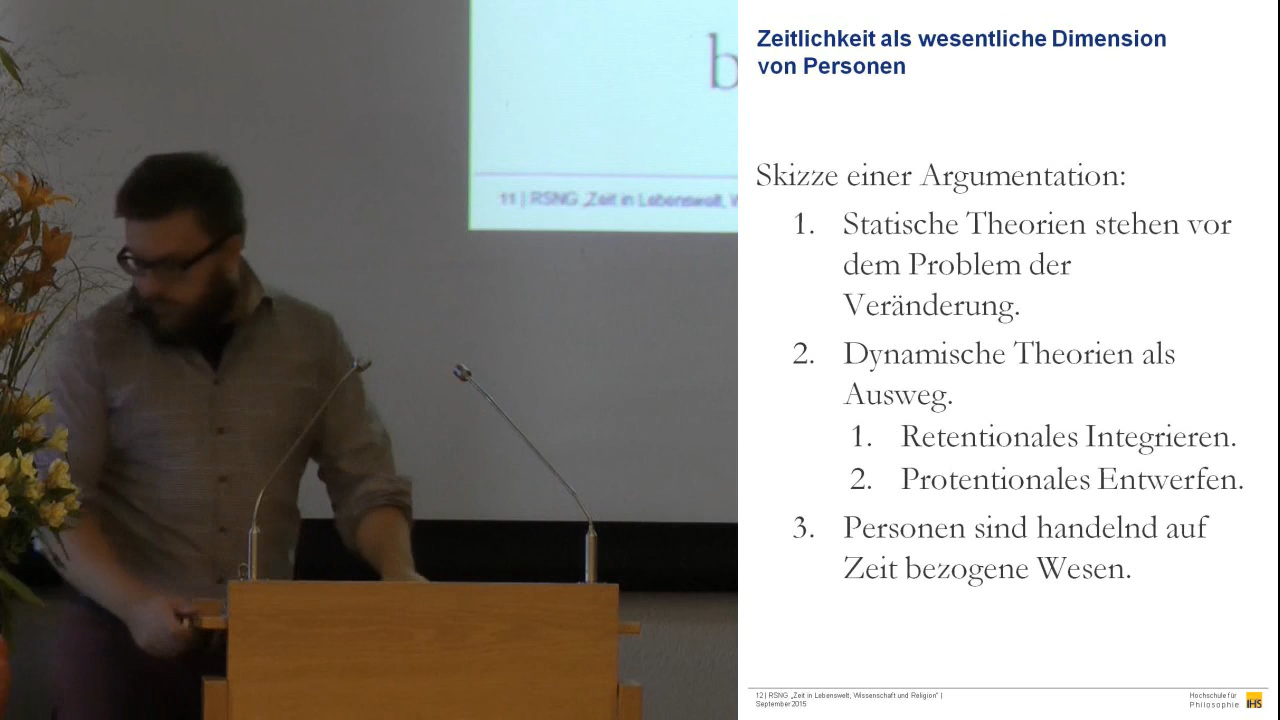 b
11 | RSNG „Zeit in Lebenswelt, W
Zeitlichkeit als wesentliche Dimension
von Personen
Skizze einer Argumentation:
1. Statische Theorien stehen vor
dem Problem der
Veränderung.
2. Dynamische Theorien als
Ausweg.
1. Retentionales Integrieren.
2. Protentionales Entwerfen.
3. Personen sind handelnd auf
Zeit bezogene Wesen.
12 | RSNG „Zeit in Lebenswelt, Wissenschaft und Religion“ |
September 2015
Hochschule für
Philosophie
IHS